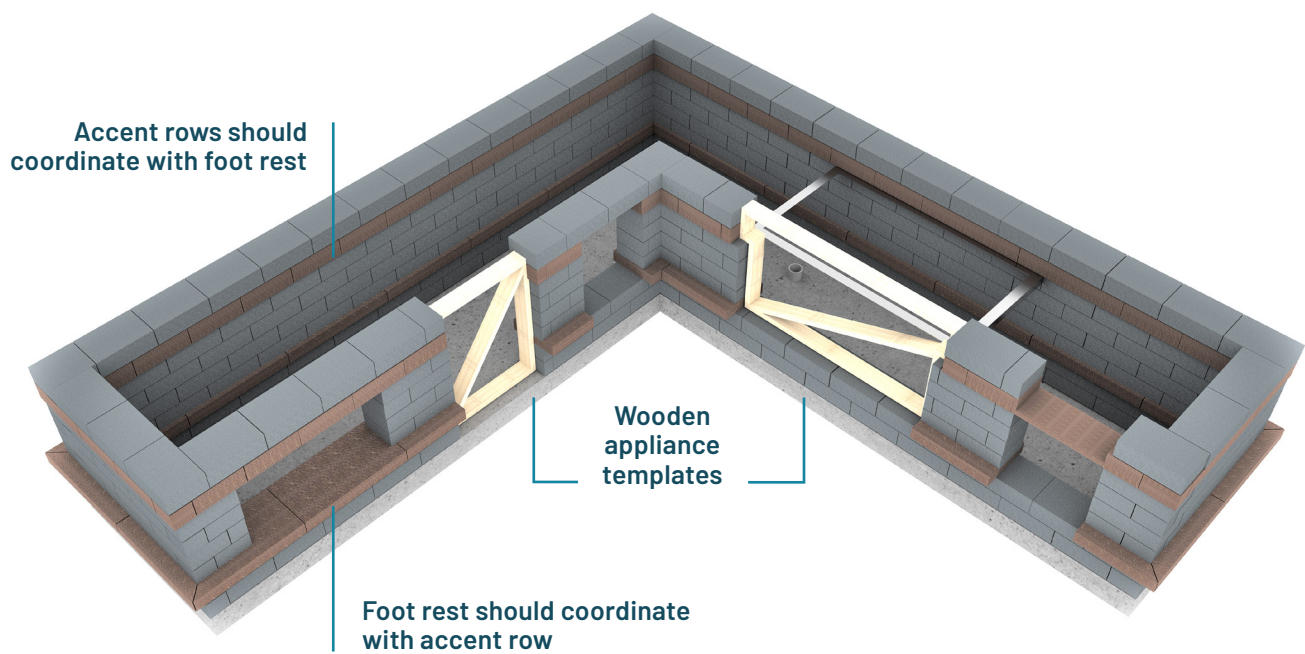 Accent rows should
coordinate with foot rest
Wooden
appliance
templates
Foot rest should coordinate
with accent row